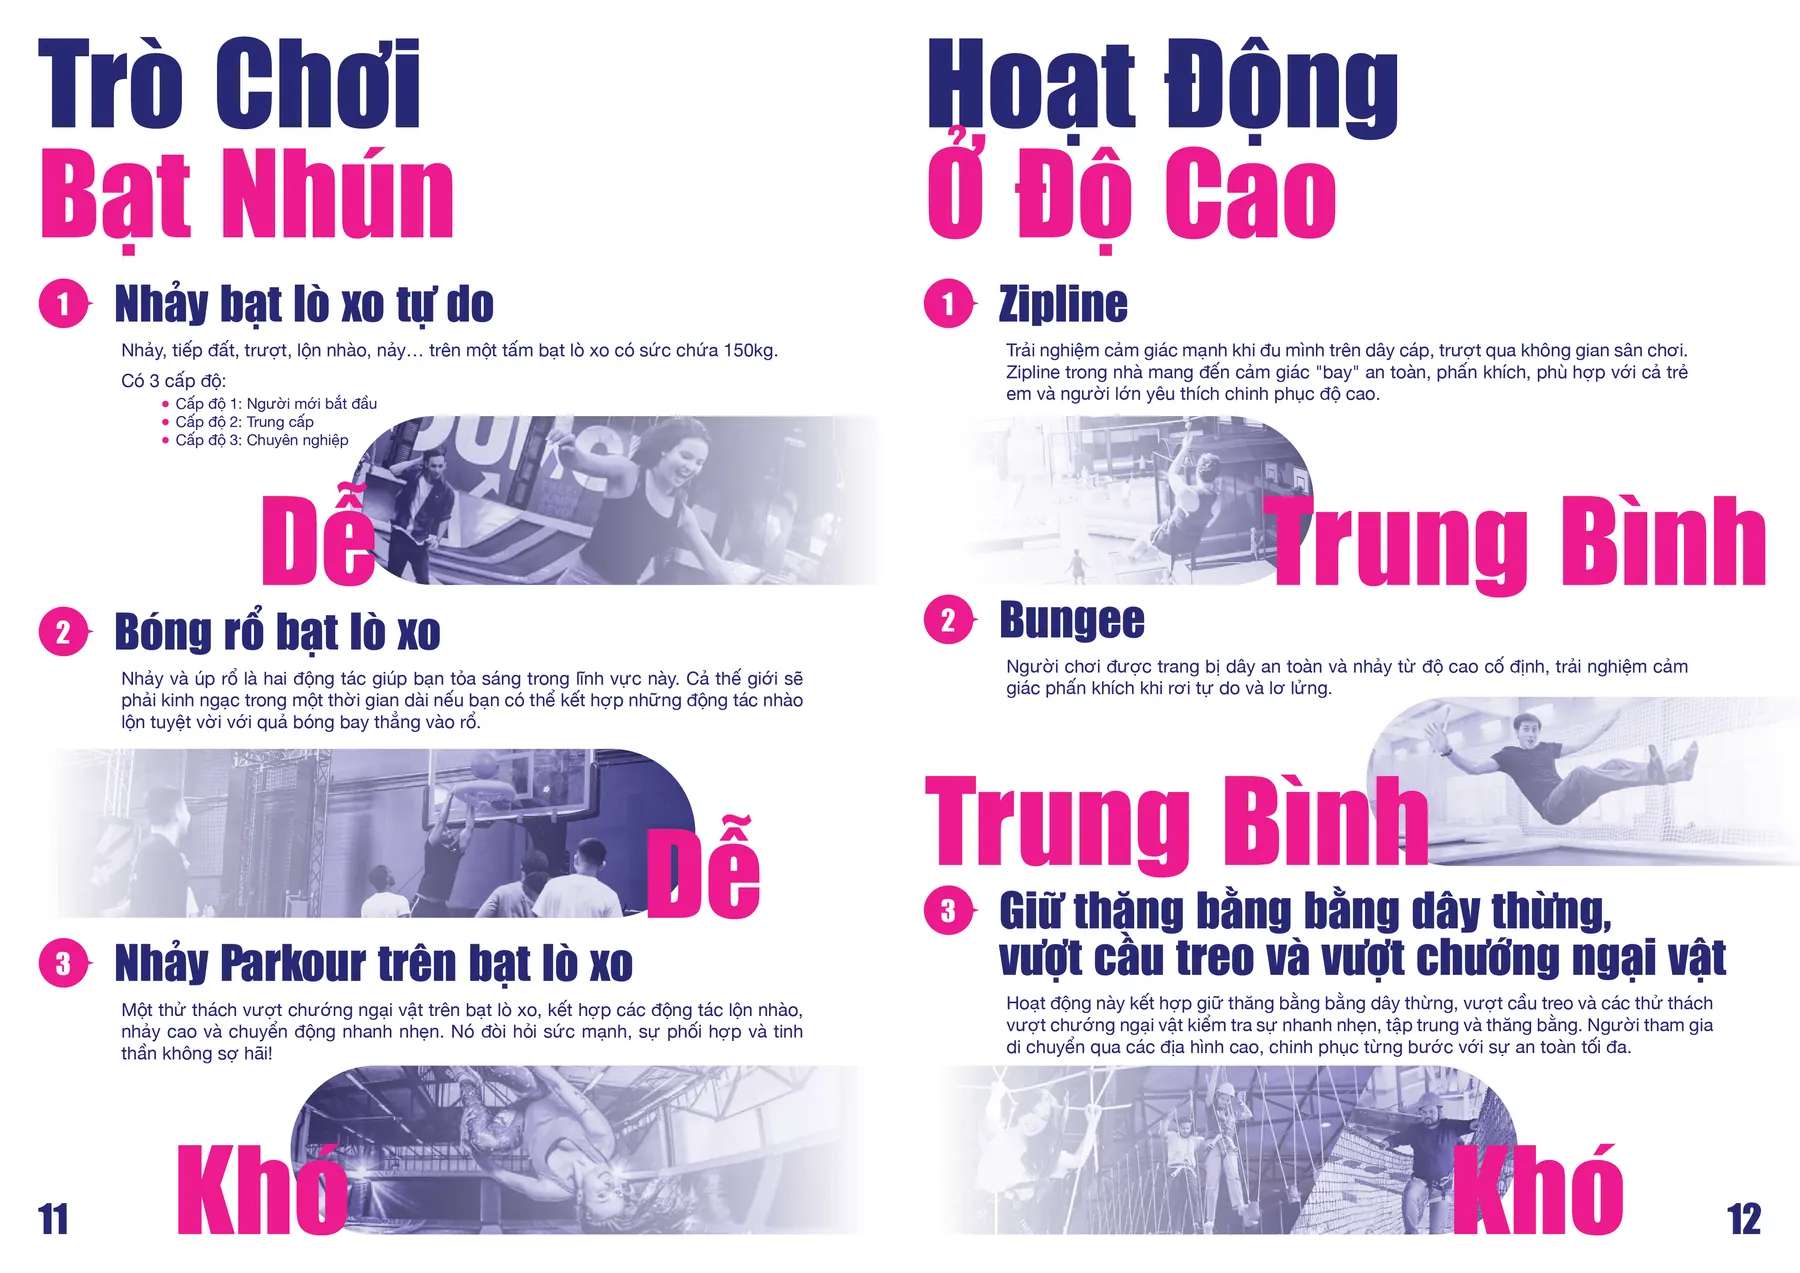 Trò Chơi
Bạt Nhún
1
Nhảy bạt lò xo tự do
Nhảy, tiếp đất, trượt, lộn nhào, nảy… trên một tấm bạt lò xo có sức chứa 150kg.
Có 3 cấp độ:
• Cấp độ 1: Người mới bắt đầu
• Cấp độ 2: Trung cấp
• Cấp độ 3: Chuyên nghiệp
Dễ
2
Bóng rổ bạt lò xo
Nhảy và úp rổ là hai động tác giúp bạn tỏa sáng trong lĩnh vực này. Cả thế giới sẽ
phải kinh ngạc trong một thời gian dài nếu bạn có thể kết hợp những động tác nhào
lộn tuyệt vời với quả bóng bay thẳng vào rổ.
Dễ
3
Nhảy Parkour trên bạt lò xo
Một thử thách vượt chướng ngại vật trên bạt lò xo, kết hợp các động tác lộn nhào,
nhảy cao và chuyển động nhanh nhẹn. Nó đòi hỏi sức mạnh, sự phối hợp và tinh
thần không sợ hãi!
Khó
11
Hoạt Động
Ở Độ Cao
1
Zipline
Trải nghiệm cảm giác mạnh khi đu mình trên dây cáp, trượt qua không gian sân chơi.
Zipline trong nhà mang đến cảm giác "bay" an toàn, phấn khích, phù hợp với cả trẻ
em và người lớn yêu thích chinh phục độ cao.
Trung Bình
2
Bungee
Người chơi được trang bị dây an toàn và nhảy từ độ cao cố định, trải nghiệm cảm
giác phấn khích khi rơi tự do và lơ lửng.
Trung Bình
3
Giữ thăng bằng bằng dây thừng,
vượt cầu treo và vượt chướng ngại vật
Hoạt động này kết hợp giữ thăng bằng bằng dây thừng, vượt cầu treo và các thử thách
vượt chướng ngại vật kiểm tra sự nhanh nhẹn, tập trung và thăng bằng. Người tham gia
di chuyển qua các địa hình cao, chinh phục từng bước với sự an toàn tối đa.
Khó
12